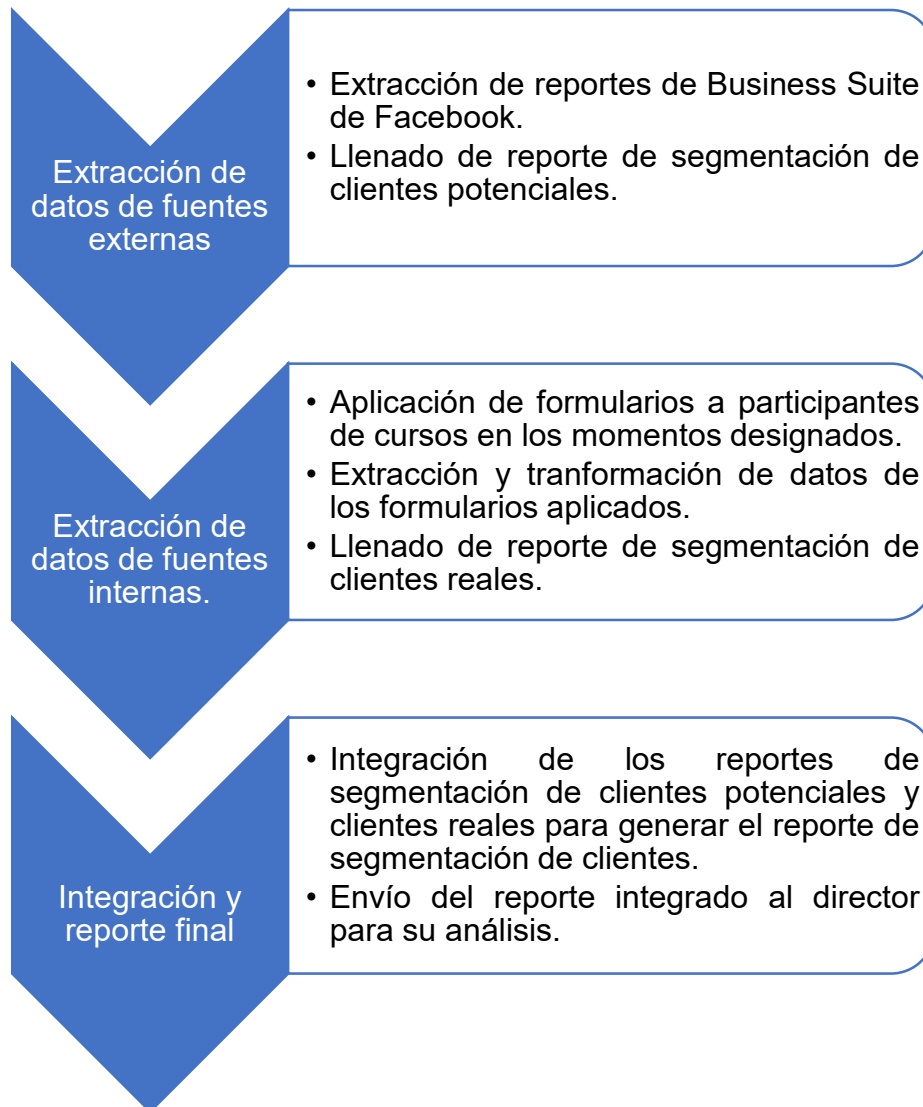 Extracción de
datos de fuentes
externas
• Extracción de reportes de Business Suite
de Facebook.
• Llenado de reporte de segmentación de
clientes potenciales.
Extracción de
datos de fuentes
internas.
• Aplicación de formularios a participantes
de cursos en los momentos designados.
• Extracción y tranformación de datos de
los formularios aplicados.
• Llenado de reporte de segmentación de
clientes reales.
Integración y
reporte final
• Integración de los reportes de
segmentación de clientes potenciales y
clientes reales para generar el reporte de
segmentación de clientes.
• Envío del reporte integrado al director
para su análisis.